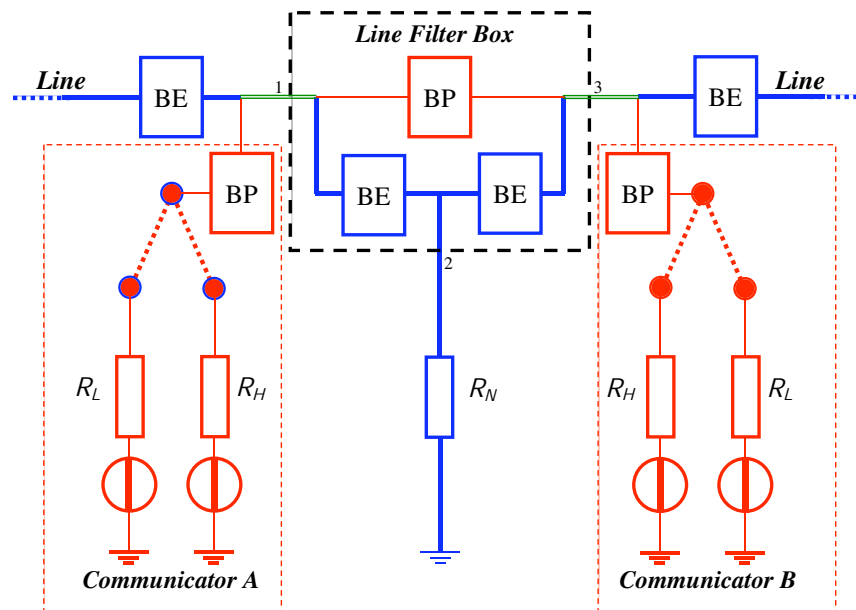 Line Filter Box
Line
BE
1
BP
3
BE
Line
BP
BE
BE
BP
2
R_L
R_H
R_N
R_H
R_L
Communicator A
Communicator B